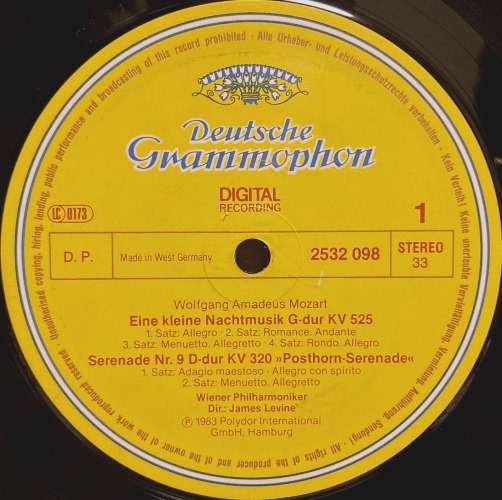 Unauthorised copying, hiring, lending, public performance and broadcasting of this record prohibited · Alle Urheber- und Leistungsschutzrechte vorbehalten · Kein Verleih! Keine unerlaubte Vervielfältigung, Vermietung, Aufführung, Sendung! · All rights of the producer and of the owner of the work reproduced reserved ·
Deutsche
Grammophon
DIGITAL
RECORDING
LC 0173
1
D. P.
Made in West Germany
2532 098
STEREO
33
Wolfgang Amadeus Mozart
Eine kleine Nachtmusik G-dur KV 525
1. Satz: Allegro · 2. Satz: Romance. Andante
3. Satz: Menuetto. Allegretto · 4. Satz: Rondo. Allegro
Serenade Nr. 9 D-dur KV 320 »Posthorn-Serenade«
1. Satz: Adagio maestoso - Allegro con spirito
2. Satz: Menuetto. Allegretto
Wiener Philharmoniker
Dir.: James Levine
Ⓟ 1983 Polydor International
GmbH, Hamburg